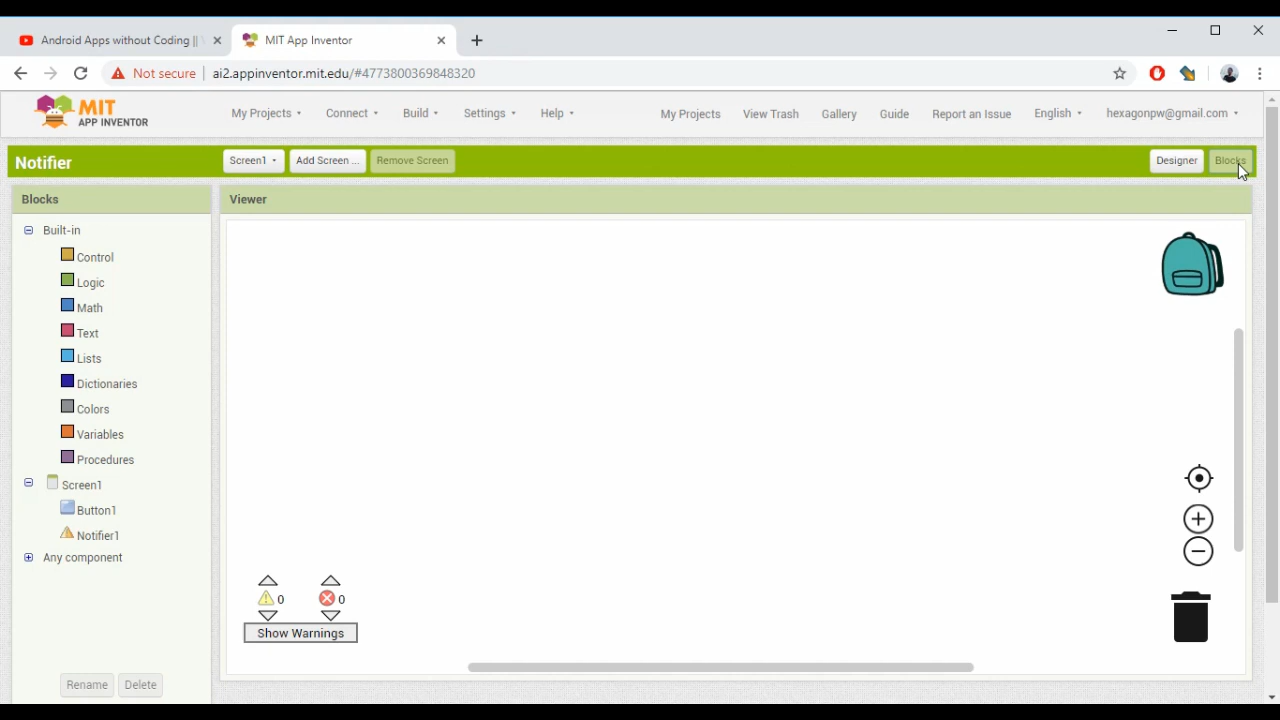 Android Apps without Coding ||
MIT App Inventor
Not secure
ai2.appinventor.mit.edu/#4773800369848320
MIT
APP INVENTOR
My Projects
Connect
Build
Settings
Help
My Projects
View Trash
Gallery
Guide
Report an Issue
English
hexagonpw@gmail.com
Notifier
Screen1
Add Screen ...
Remove Screen
Designer
Blocks
Blocks
Viewer
Built-in
Control
Logic
Math
Text
Lists
Dictionaries
Colors
Variables
Procedures
Screen1
Button1
Notifier1
Any component
0
0
Show Warnings
Rename
Delete